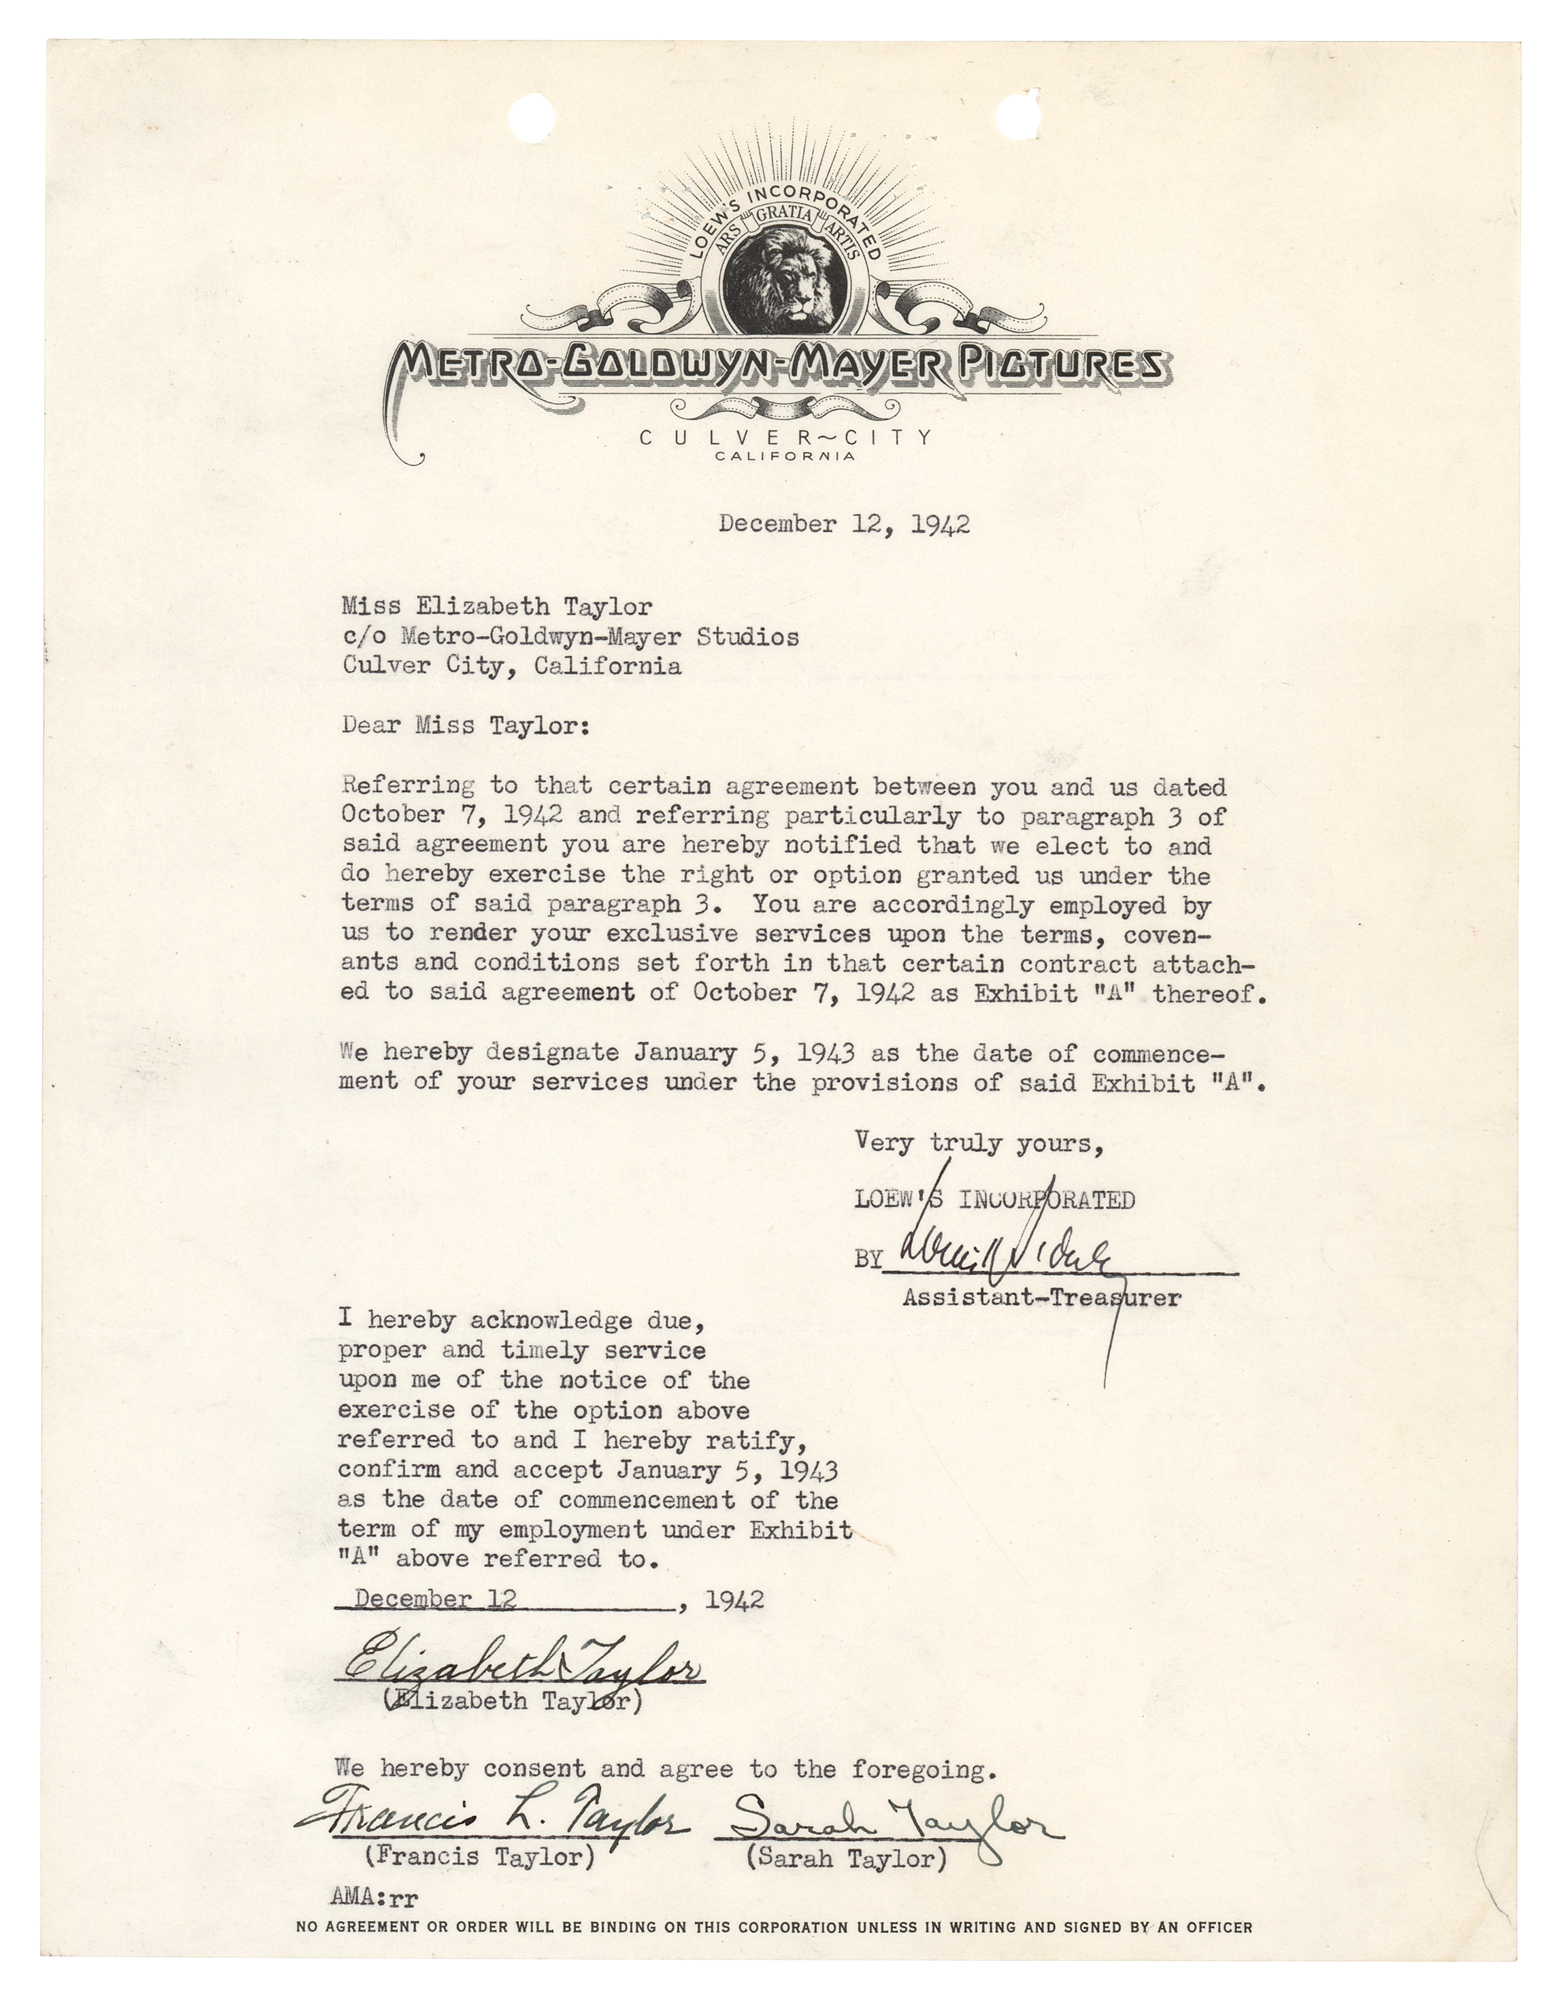 LOEW'S INCORPORATED
ARS GRATIA ARTIS
METRO-GOLDWYN-MAYER PICTURES
CULVER~CITY
CALIFORNIA
December 12, 1942
Miss Elizabeth Taylor
c/o Metro-Goldwyn-Mayer Studios
Culver City, California
Dear Miss Taylor:
Referring to that certain agreement between you and us dated
October 7, 1942 and referring particularly to paragraph 3 of
said agreement you are hereby notified that we elect to and
do hereby exercise the right or option granted us under the
terms of said paragraph 3. You are accordingly employed by
us to render your exclusive services upon the terms, coven-
ants and conditions set forth in that certain contract attach-
ed to said agreement of October 7, 1942 as Exhibit "A" thereof.
We hereby designate January 5, 1943 as the date of commence-
ment of your services under the provisions of said Exhibit "A".
Very truly yours,
LOEW'S INCORPORATED
BY
Assistant-Treasurer
I hereby acknowledge due,
proper and timely service
upon me of the notice of the
exercise of the option above
referred to and I hereby ratify,
confirm and accept January 5, 1943
as the date of commencement of the
term of my employment under Exhibit
"A" above referred to.
December 12, 1942
Elizabeth Taylor
(Elizabeth Taylor)
We hereby consent and agree to the foregoing.
Francis L. Taylor Sarah Taylor
(Francis Taylor) (Sarah Taylor)
AMA:rr
NO AGREEMENT OR ORDER WILL BE BINDING ON THIS CORPORATION UNLESS IN WRITING AND SIGNED BY AN OFFICER